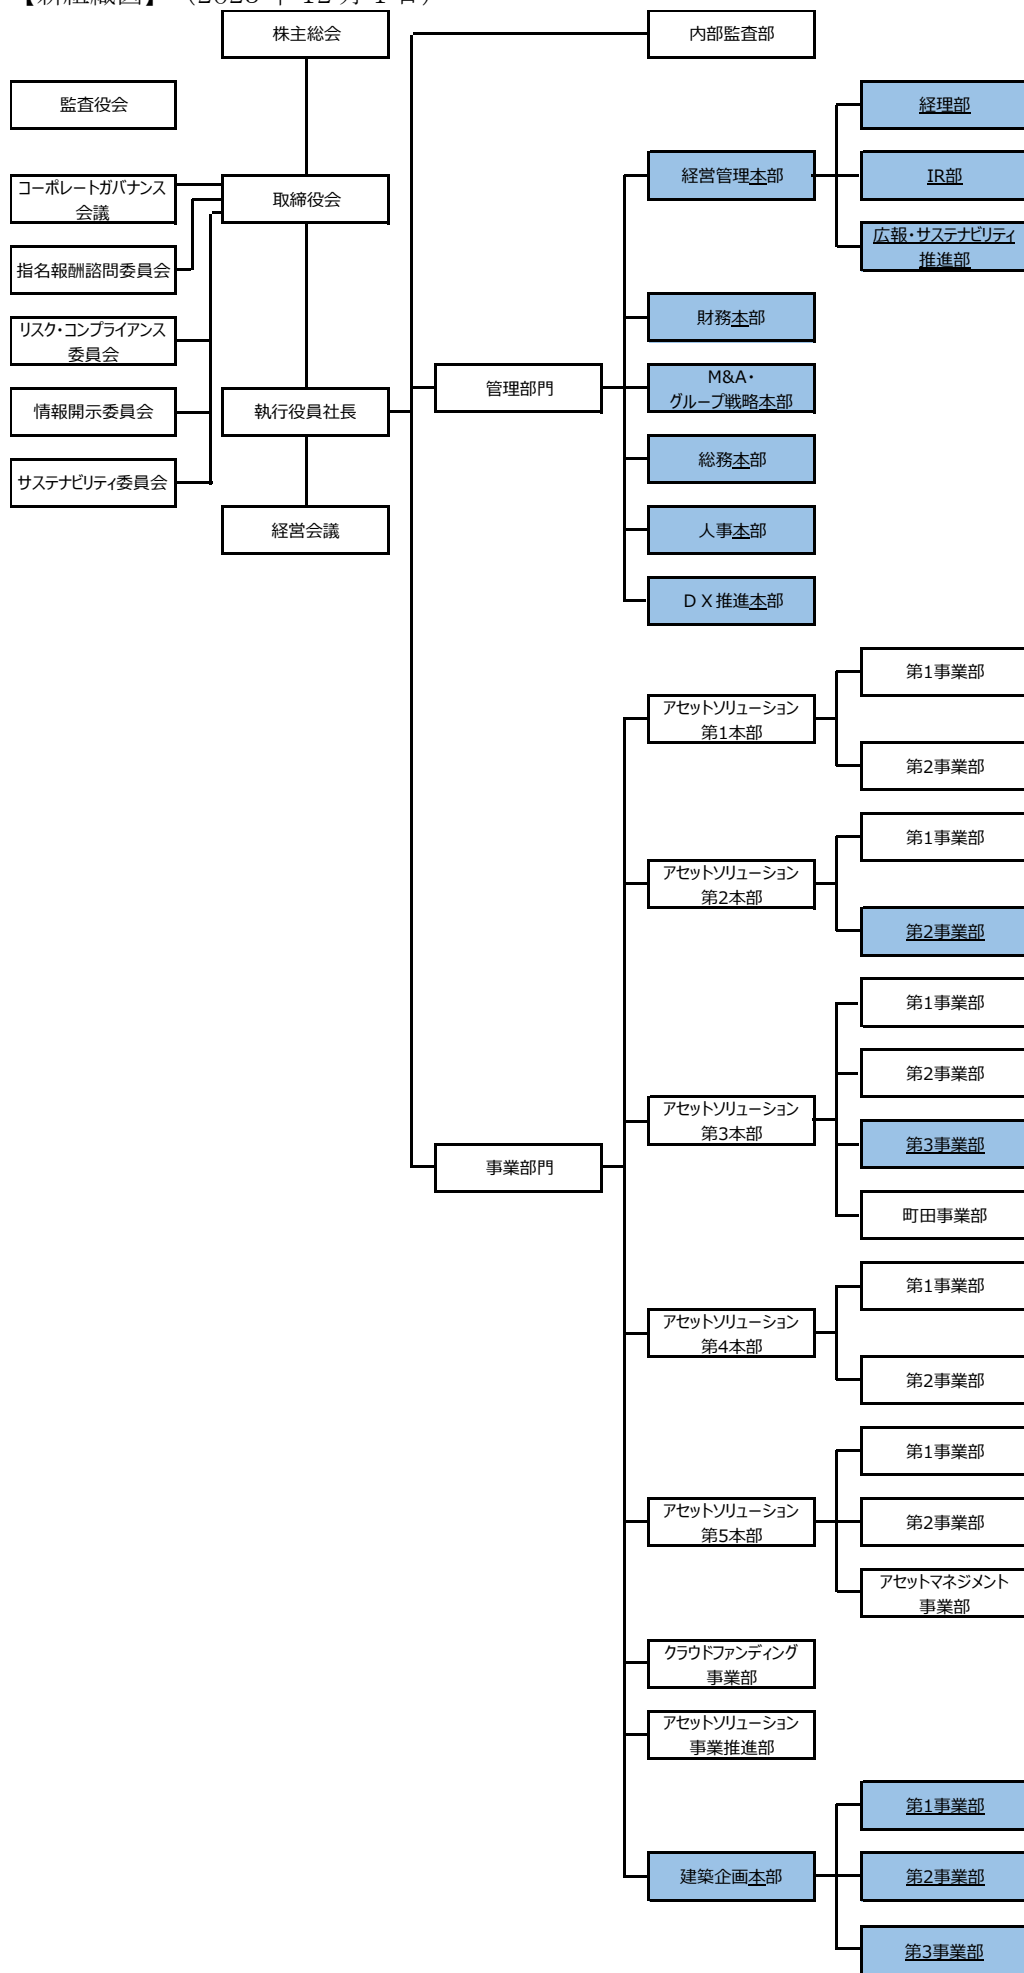 株主総会
内部監査部
監査役会
経理部
コーポレートガバナンス
会議
取締役会
経営管理本部
IR部
広報・サステナビリティ
推進部
指名報酬諮問委員会
リスク・コンプライアンス
委員会
財務本部
管理部門
M&A・
グループ戦略本部
情報開示委員会
執行役員社長
総務本部
サステナビリティ委員会
経営会議
人事本部
ＤＸ推進本部
アセットソリューション
第1本部
第1事業部
第2事業部
アセットソリューション
第2本部
第1事業部
第2事業部
事業部門
アセットソリューション
第3本部
第1事業部
第2事業部
第3事業部
町田事業部
アセットソリューション
第4本部
第1事業部
第2事業部
アセットソリューション
第5本部
第1事業部
第2事業部
アセットマネジメント
事業部
クラウドファンディング
事業部
アセットソリューション
事業推進部
建築企画本部
第1事業部
第2事業部
第3事業部